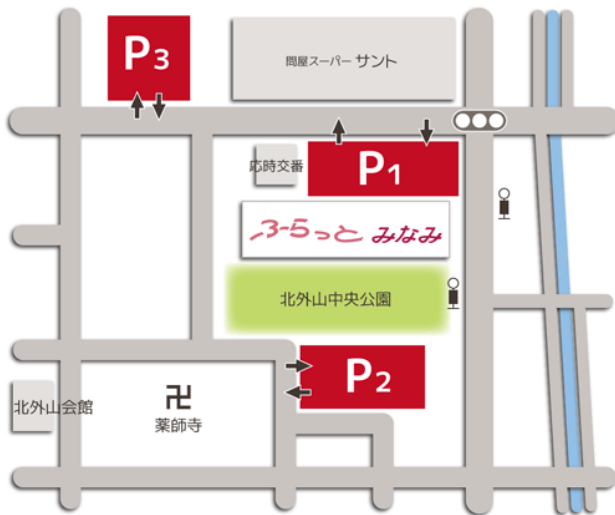 P3
問屋スーパー サント
応時交番
P1
ふらっと みなみ
北外山中央公園
P2
北外山会館
卍
薬師寺